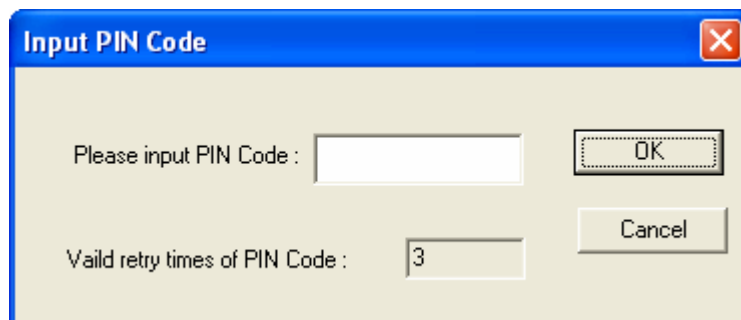 Input PIN Code
Please input PIN Code :
OK
Cancel
Vaild retry times of PIN Code :
3